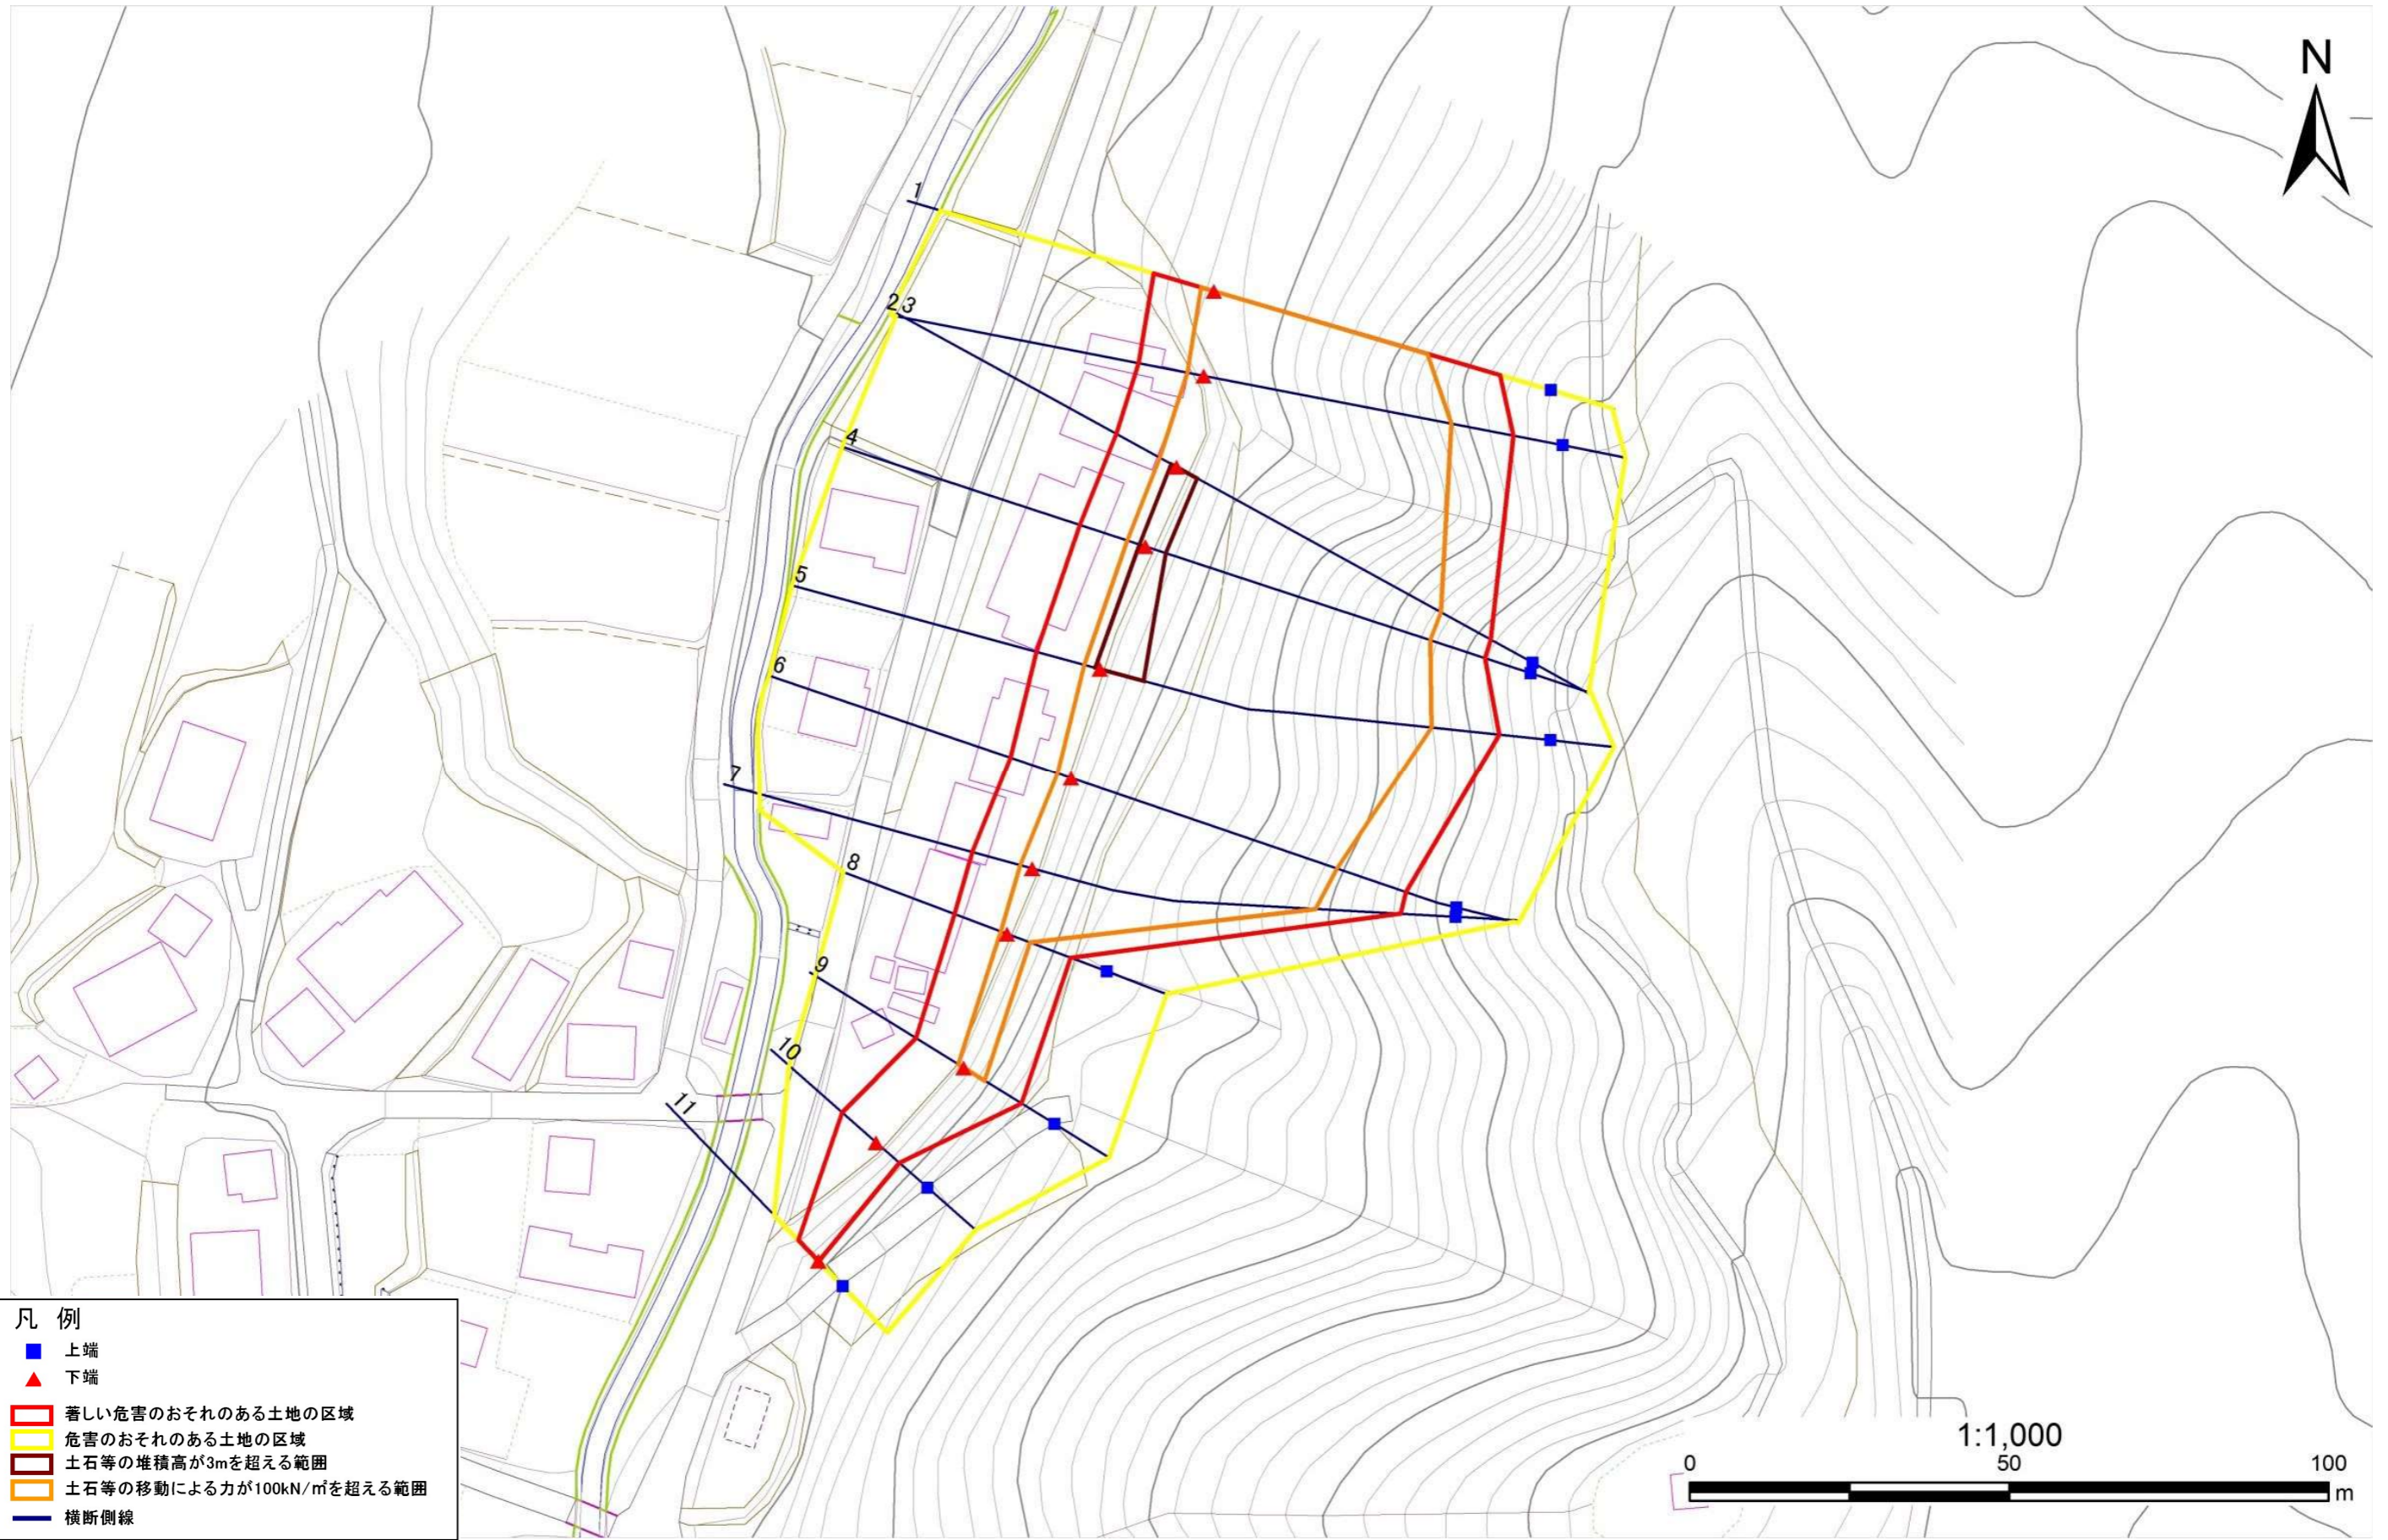 N
1
2 3
4
5
6
7
8
9
10
11
凡 例
上端
下端
著しい危害のおそれのある土地の区域
危害のおそれのある土地の区域
土石等の堆積高が3mを超える範囲
土石等の移動による力が100kN/㎡を超える範囲
横断側線
1:1,000
0 50 100
m